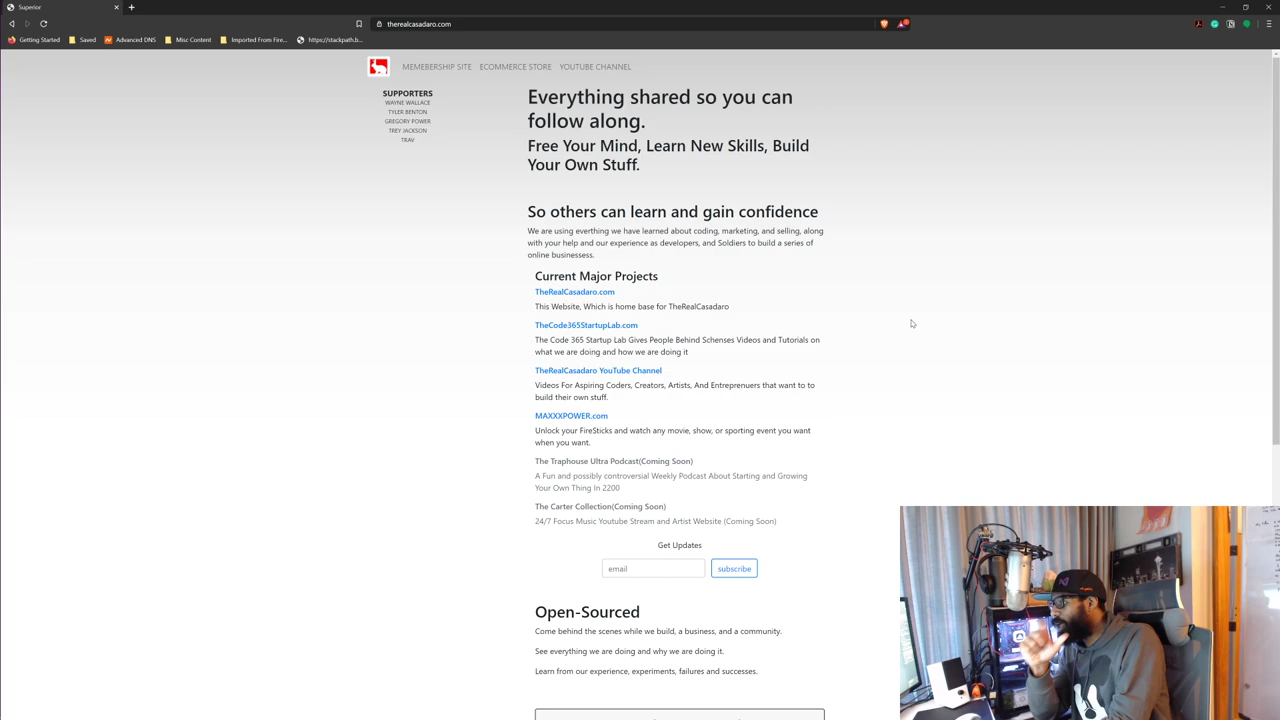 Superior
therealcasadaro.com
Getting Started
Saved
Advanced DNS
Misc Content
Imported From Fire...
https://stackpath.b...
MEMEBERSHIP SITE
ECOMMERCE STORE
YOUTUBE CHANNEL
SUPPORTERS
WAYNE WALLACE
TYLER BENTON
GREGORY POWER
TREY JACKSON
TRAV
Everything shared so you can
follow along.
Free Your Mind, Learn New Skills, Build
Your Own Stuff.
So others can learn and gain confidence
We are using everthing we have learned about coding, marketing, and selling, along
with your help and our experience as developers, and Soldiers to build a series of
online businessess.
Current Major Projects
TheRealCasadaro.com
This Website, Which is home base for TheRealCasadaro
TheCode365StartupLab.com
The Code 365 Startup Lab Gives People Behind Schenses Videos and Tutorials on
what we are doing and how we are doing it
TheRealCasadaro YouTube Channel
Videos For Aspiring Coders, Creators, Artists, And Entreprenuers that want to to
build their own stuff.
MAXXXPOWER.com
Unlock your FireSticks and watch any movie, show, or sporting event you want
when you want.
The Traphouse Ultra Podcast(Coming Soon)
A Fun and possibly controversial Weekly Podcast About Starting and Growing
Your Own Thing In 2200
The Carter Collection(Coming Soon)
24/7 Focus Music Youtube Stream and Artist Website (Coming Soon)
Get Updates
email
subscribe
Open-Sourced
Come behind the scenes while we build, a business, and a community.
See everything we are doing and why we are doing it.
Learn from our experience, experiments, failures and successes.